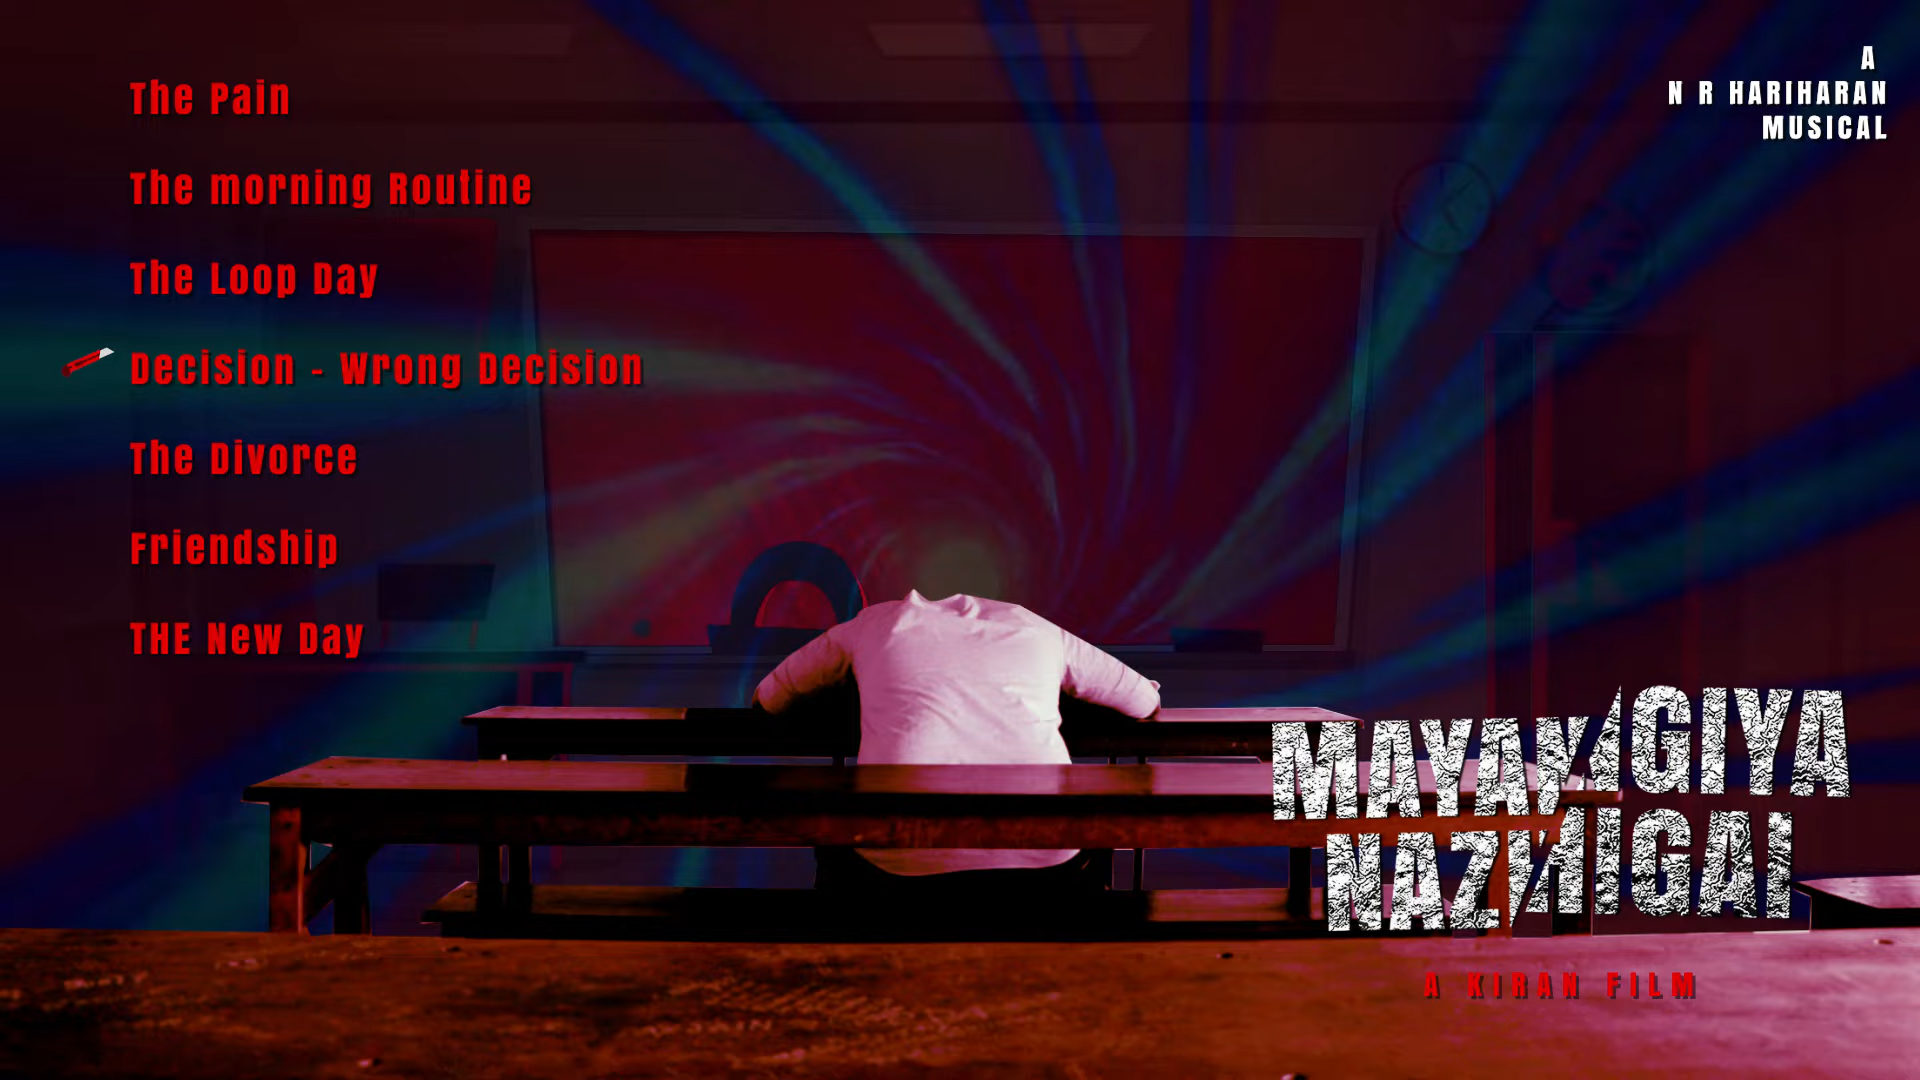 The Pain
The morning Routine
The Loop Day
Decision - Wrong Decision
The Divorce
Friendship
THE New Day
A
N R HARIHARAN
MUSICAL
MAYAKIGIYA
NAZHIGAI
A KIRAN FILM